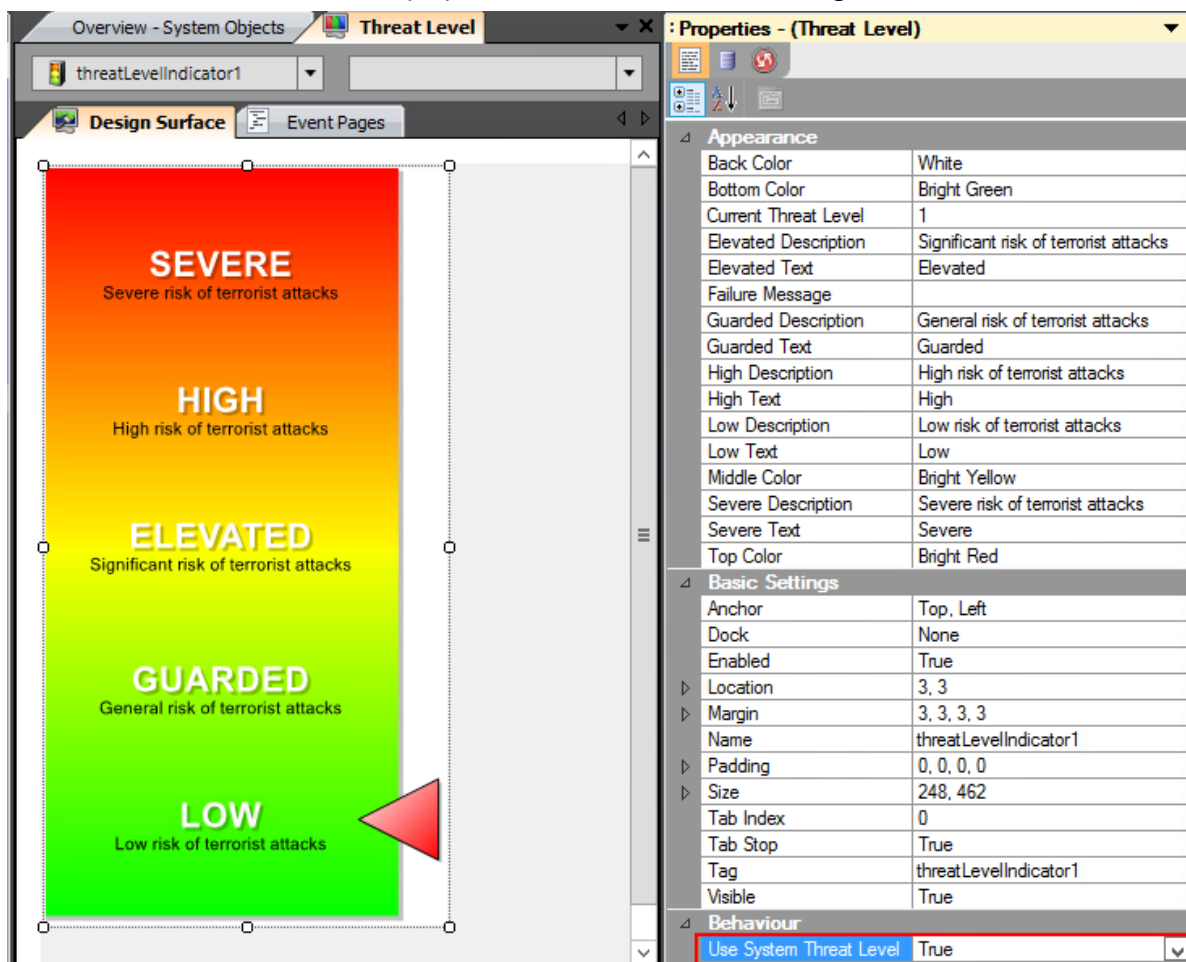 Overview - System Objects
Threat Level
threatLevelIndicator1
Design Surface
Event Pages
SEVERE
Severe risk of terrorist attacks
HIGH
High risk of terrorist attacks
ELEVATED
Significant risk of terrorist attacks
GUARDED
General risk of terrorist attacks
LOW
Low risk of terrorist attacks
Properties - (Threat Level)
Appearance
Back Color White
Bottom Color Bright Green
Current Threat Level 1
Elevated Description Significant risk of terrorist attacks
Elevated Text Elevated
Failure Message
Guarded Description General risk of terrorist attacks
Guarded Text Guarded
High Description High risk of terrorist attacks
High Text High
Low Description Low risk of terrorist attacks
Low Text Low
Middle Color Bright Yellow
Severe Description Severe risk of terrorist attacks
Severe Text Severe
Top Color Bright Red
Basic Settings
Anchor Top, Left
Dock None
Enabled True
Location 3, 3
Margin 3, 3, 3, 3
Name threatLevelIndicator1
Padding 0, 0, 0, 0
Size 248, 462
Tab Index 0
Tab Stop True
Tag threatLevelIndicator1
Visible True
Behaviour
Use System Threat Level True